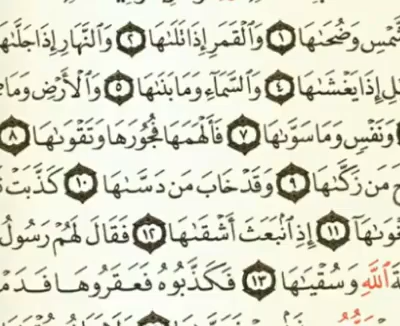 وَضُحَىٰهَا ١ وَٱلْقَمَرِ إِذَا تَلَىٰهَا ٢ وَٱلنَّهَارِ إِذَا جَلَّىٰهَا
إِذَا يَغْشَىٰهَا ٤ وَٱلسَّمَآءِ وَمَا بَنَىٰهَا ٥ وَٱلْأَرْضِ وَمَا
وَنَفْسٍ وَمَا سَوَّىٰهَا ٧ فَأَلْهَمَهَا فُجُورَهَا وَتَقْوَىٰهَا ٨
مَن زَكَّىٰهَا ٩ وَقَدْ خَابَ مَن دَسَّىٰهَا ١٠ كَذَّبَتْ
١١ إِذِ ٱنۢبَعَثَ أَشْقَىٰهَا ١٢ فَقَالَ لَهُمْ رَسُولُ
ٱللَّهِ وَسُقْيَٰهَا ١٣ فَكَذَّبُوهُ فَعَقَرُوهَا فَدَمْ